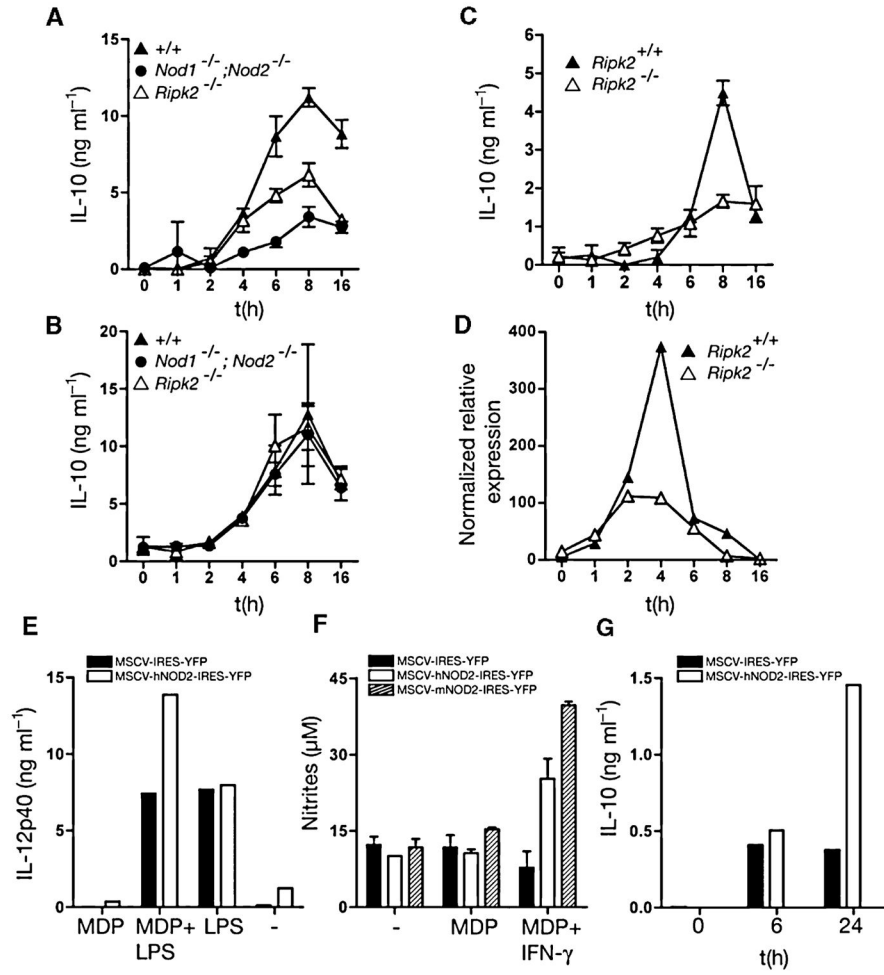 A
▲ +/+
● Nod1 -/- ;Nod2 -/-
△ Ripk2 -/-
IL-10 (ng ml⁻¹)
15
10
5
0
0 1 2 4 6 8 16
t(h)
C
▲ Ripk2 +/+
△ Ripk2 -/-
IL-10 (ng ml⁻¹)
6
5
4
3
2
1
0
0 1 2 4 6 8 16
t(h)
B
▲ +/+
● Nod1 -/- ; Nod2 -/-
△ Ripk2 -/-
IL-10 (ng ml⁻¹)
20
15
10
5
0
0 1 2 4 6 8 16
t(h)
D
▲ Ripk2 +/+
△ Ripk2 -/-
Normalized relative
expression
400
300
200
100
0
0 1 2 4 6 8 16
t(h)
E
MSCV-IRES-YFP
MSCV-hNOD2-IRES-YFP
IL-12p40 (ng ml⁻¹)
15
10
5
0
MDP MDP+ LPS -
LPS
F
MSCV-IRES-YFP
MSCV-hNOD2-IRES-YFP
MSCV-mNOD2-IRES-YFP
Nitrites (µM)
45
30
15
0
- MDP MDP+
IFN-γ
G
MSCV-IRES-YFP
MSCV-hNOD2-IRES-YFP
IL-10 (ng ml⁻¹)
1.5
1.0
0.5
0.0
0 6 24
t(h)